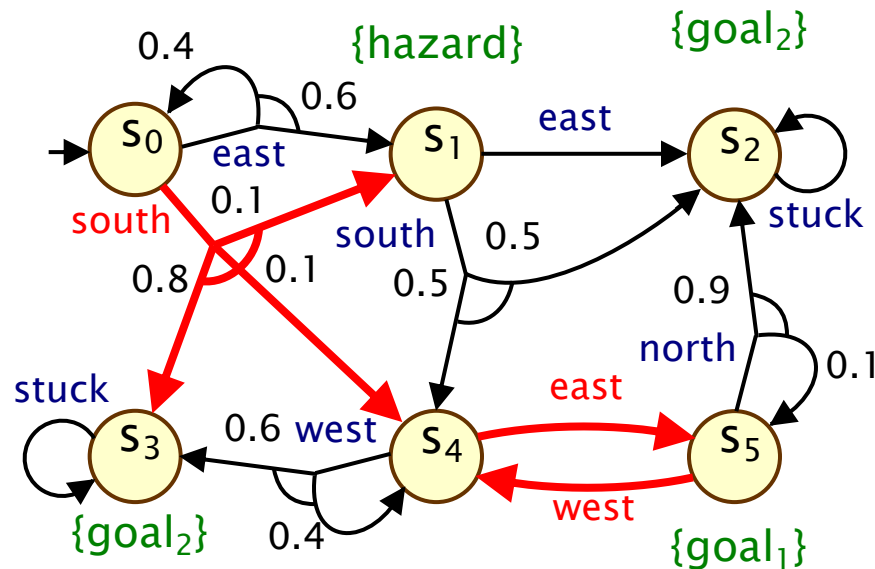 {goal₂}
{hazard}
0.4
0.6
s₀
s₁
east
s₂
east
stuck
south
0.1
south
0.5
0.8
0.1
0.5
0.9
north
0.1
stuck
east
0.6
west
s₃
s₄
s₅
west
0.4
{goal₂}
{goal₁}